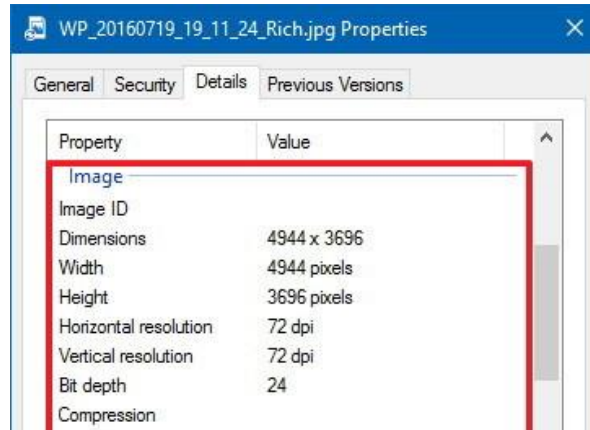 WP_20160719_19_11_24_Rich.jpg Properties
General Security Details Previous Versions
Property Value
Image
Image ID
Dimensions 4944 x 3696
Width 4944 pixels
Height 3696 pixels
Horizontal resolution 72 dpi
Vertical resolution 72 dpi
Bit depth 24
Compression